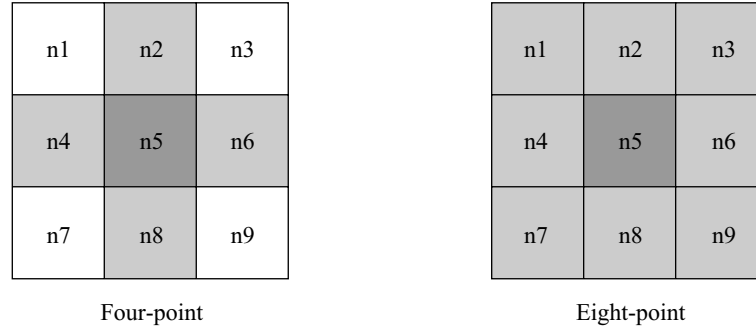 n1 n2 n3
n4 n5 n6
n7 n8 n9
Four-point
n1 n2 n3
n4 n5 n6
n7 n8 n9
Eight-point